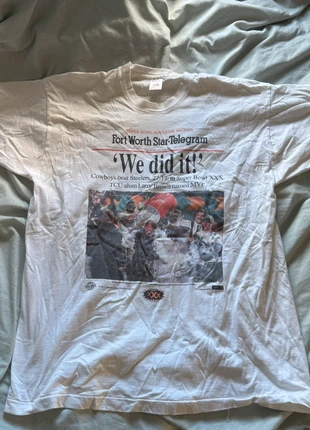 Fort Worth Star-Telegram
'We did it!'
Cowboys beat Steelers, 27-17, in Super Bowl XXX
TCU alum Larry Brown named MVP
XXX